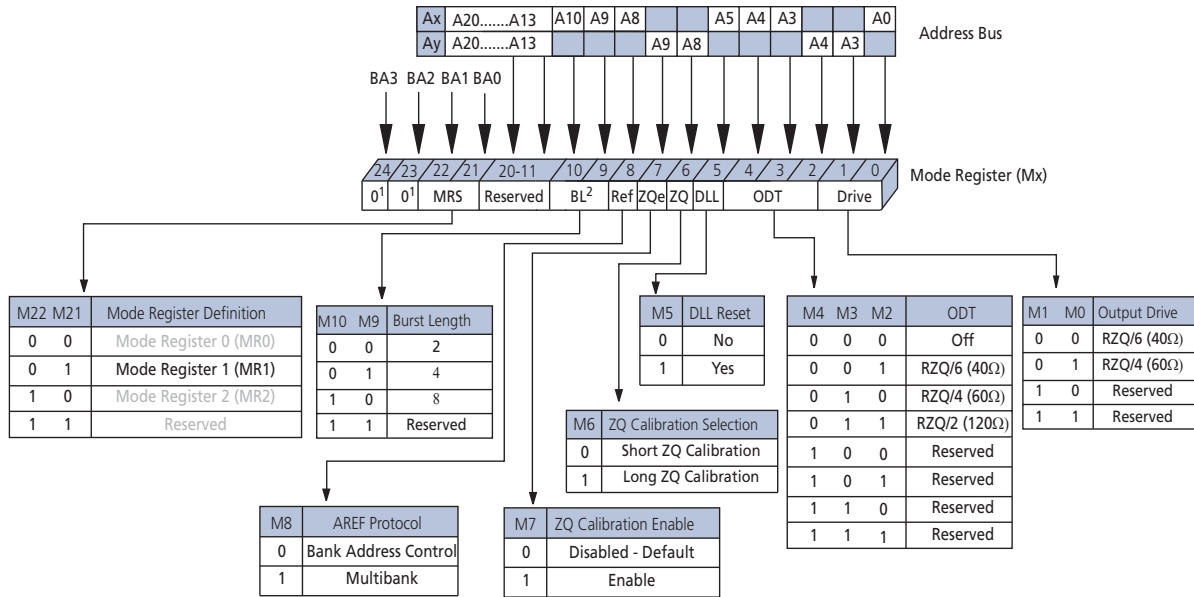 Ax A20.......A13 A10 A9 A8 A5 A4 A3 A0
Ay A20.......A13 A9 A8 A4 A3
Address Bus
BA3 BA2 BA1 BA0
24 23 22 21 20-11 10 9 8 7 6 5 4 3 2 1 0
Mode Register (Mx)
0¹ 0¹ MRS Reserved BL² Ref ZQe ZQ DLL ODT Drive
M22 M21 Mode Register Definition
0 0 Mode Register 0 (MR0)
0 1 Mode Register 1 (MR1)
1 0 Mode Register 2 (MR2)
1 1 Reserved
M10 M9 Burst Length
0 0 2
0 1 4
1 0 8
1 1 Reserved
M5 DLL Reset
0 No
1 Yes
M4 M3 M2 ODT
0 0 0 Off
0 0 1 RZQ/6 (40Ω)
0 1 0 RZQ/4 (60Ω)
0 1 1 RZQ/2 (120Ω)
1 0 0 Reserved
1 0 1 Reserved
1 1 0 Reserved
1 1 1 Reserved
M1 M0 Output Drive
0 0 RZQ/6 (40Ω)
0 1 RZQ/4 (60Ω)
1 0 Reserved
1 1 Reserved
M6 ZQ Calibration Selection
0 Short ZQ Calibration
1 Long ZQ Calibration
M8 AREF Protocol
0 Bank Address Control
1 Multibank
M7 ZQ Calibration Enable
0 Disabled - Default
1 Enable